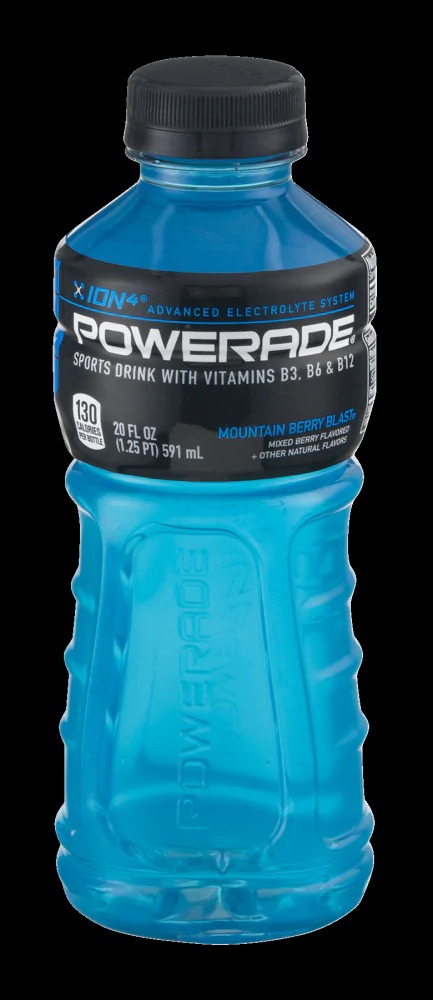 ION4® ADVANCED ELECTROLYTE SYSTEM
POWERADE®
SPORTS DRINK WITH VITAMINS B3, B6 & B12
130
CALORIES
PER BOTTLE
20 FL OZ
(1.25 PT) 591 mL
MOUNTAIN BERRY BLAST®
MIXED BERRY FLAVORED
+ OTHER NATURAL FLAVORS
POWERADE